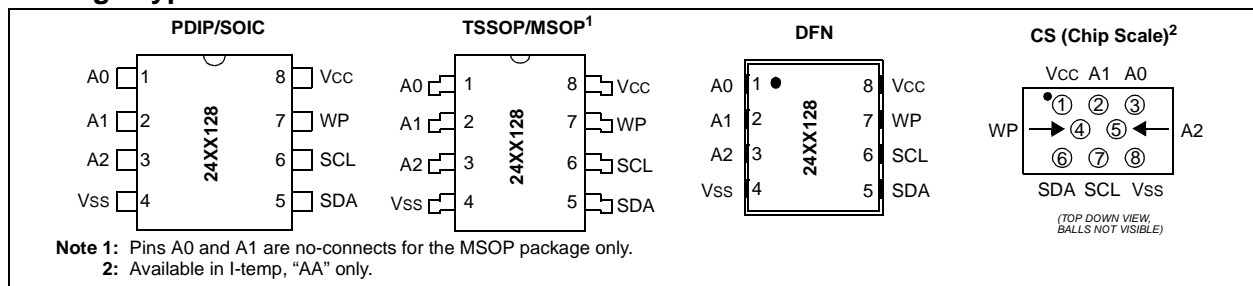 PDIP/SOIC
A0 1 8 VCC
A1 2 7 WP
A2 3 6 SCL
VSS 4 5 SDA
24XX128
TSSOP/MSOP1
A0 1 8 VCC
A1 2 7 WP
A2 3 6 SCL
VSS 4 5 SDA
24XX128
DFN
A0 1 8 VCC
A1 2 7 WP
A2 3 6 SCL
VSS 4 5 SDA
24XX128
CS (Chip Scale)2
VCC A1 A0
1 2 3
WP 4 5 A2
6 7 8
SDA SCL VSS
(TOP DOWN VIEW,
BALLS NOT VISIBLE)
Note 1: Pins A0 and A1 are no-connects for the MSOP package only.
2: Available in I-temp, “AA” only.